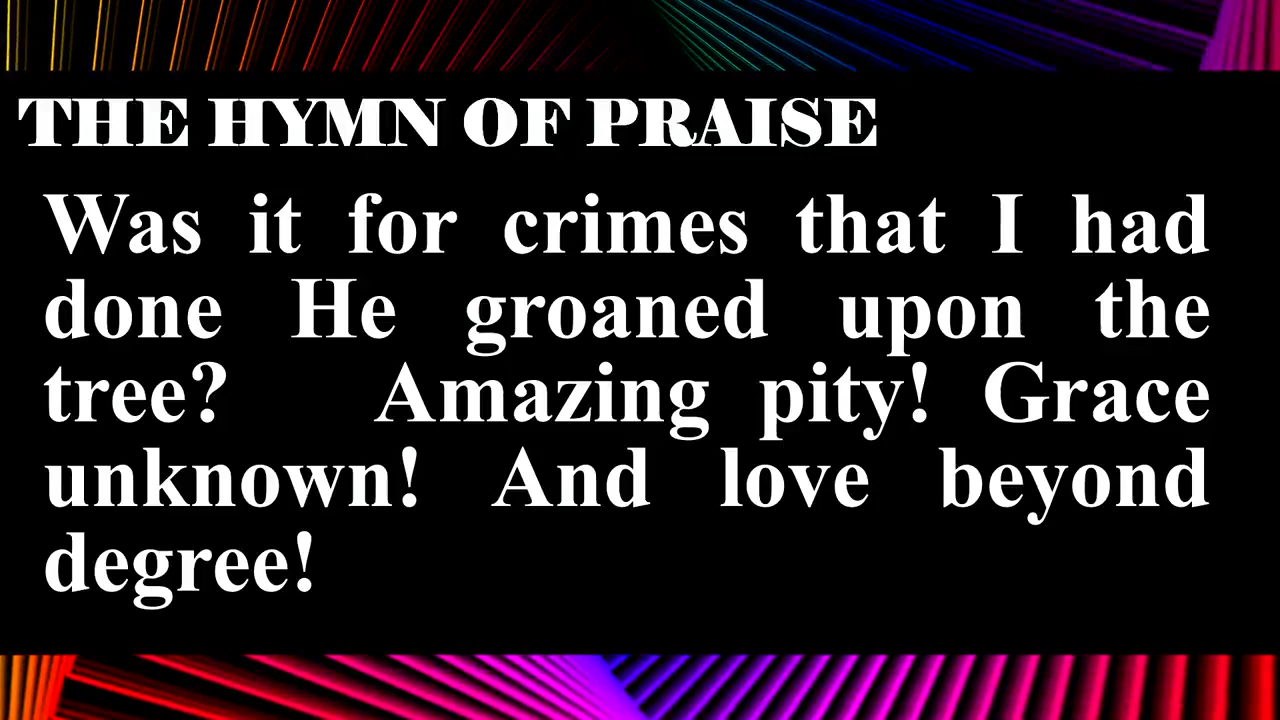 THE HYMN OF PRAISE
Was it for crimes that I had
done He groaned upon the
tree? Amazing pity! Grace
unknown! And love beyond
degree!